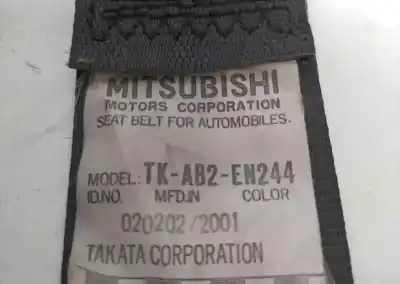 MITSUBISHI
MOTORS CORPORATION
SEAT BELT FOR AUTOMOBILES.
MODEL: TK-AB2-EN244
ID.NO. MFD.IN COLOR
020202/2001
TAKATA CORPORATION